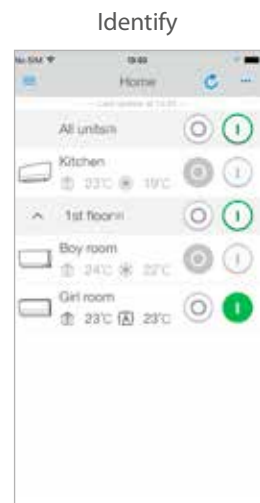 Identify
No SIM
Home
All units
Kitchen
23°C 19°C
1st floor
Boy room
24°C 22°C
Girl room
23°C A 23°C